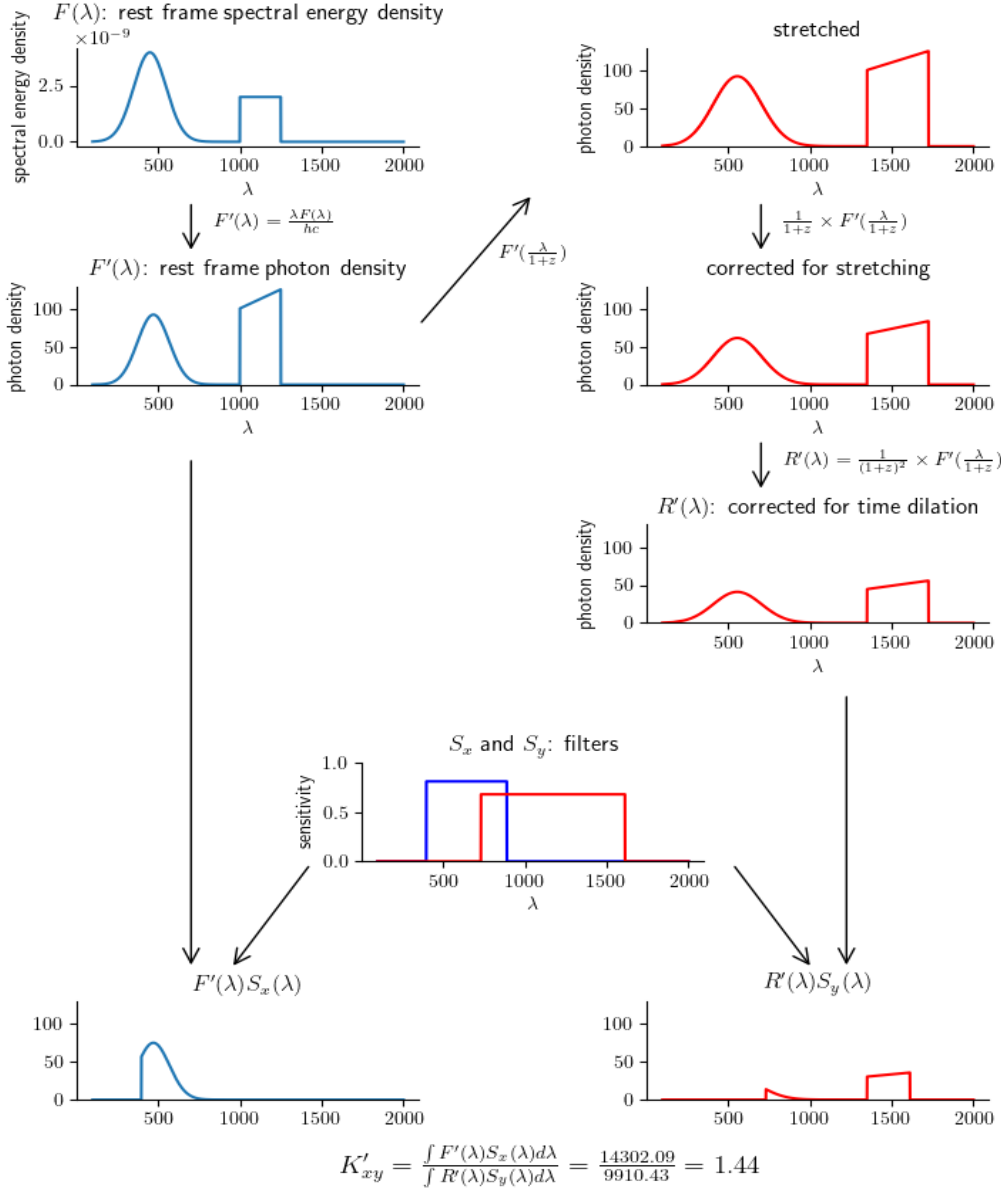 F(λ): rest frame spectral energy density
×10⁻⁹
spectral energy density
2.5
0.0
500 1000 1500 2000
λ
stretched
photon density
100
50
0
500 1000 1500 2000
λ
F′(λ) = λF(λ)/hc
F′(λ/(1+z))
1/(1+z) × F′(λ/(1+z))
F′(λ): rest frame photon density
photon density
100
50
0
500 1000 1500 2000
λ
corrected for stretching
photon density
100
50
0
500 1000 1500 2000
λ
R′(λ) = 1/(1+z)² × F′(λ/(1+z))
R′(λ): corrected for time dilation
photon density
100
50
0
500 1000 1500 2000
λ
Sₓ and Sᵧ: filters
sensitivity
1.0
0.5
0.0
500 1000 1500 2000
λ
F′(λ)Sₓ(λ)
100
50
0
500 1000 1500 2000
R′(λ)Sᵧ(λ)
100
50
0
500 1000 1500 2000
K′_xy = ∫ F′(λ)Sₓ(λ)dλ / ∫ R′(λ)Sᵧ(λ)dλ = 14302.09/9910.43 = 1.44